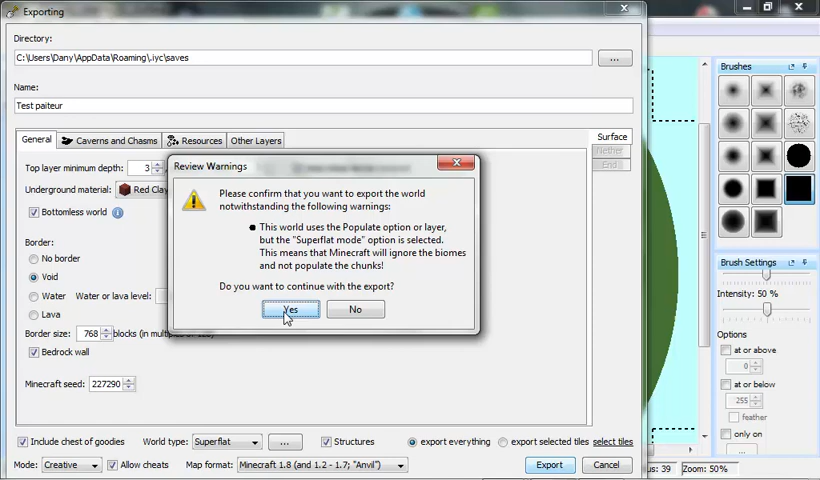 Exporting
Directory:
C:\Users\Dany\AppData\Roaming\.iyc\saves
...
Name:
Test paiteur
General
Caverns and Chasms
Resources
Other Layers
Surface
Nether
End
Top layer minimum depth: 3
Underground material: Red Clay
Bottomless world
Border:
No border
Void
Water Water or lava level:
Lava
Border size: 768 blocks (in multiples of 128)
Bedrock wall
Minecraft seed: 227290
Review Warnings
Please confirm that you want to export the world
notwithstanding the following warnings:
This world uses the Populate option or layer,
but the "Superflat mode" option is selected.
This means that Minecraft will ignore the biomes
and not populate the chunks!
Do you want to continue with the export?
Yes
No
Include chest of goodies World type: Superflat ... Structures export everything export selected tiles select tiles
Mode: Creative Allow cheats Map format: Minecraft 1.8 (and 1.2 - 1.7; "Anvil") Export Cancel
Brushes
Brush Settings
Intensity: 50 %
Options
at or above
0
at or below
255
feather
only on
...
us: 39 Zoom: 50%